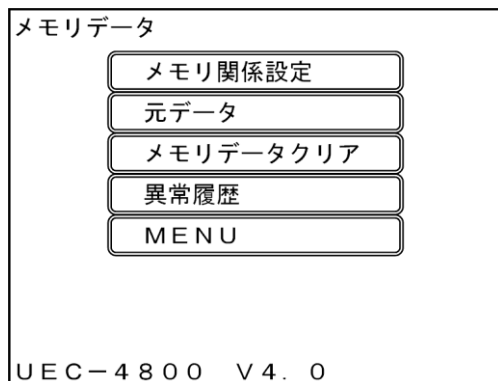 メモリデータ
メモリ関係設定
元データ
メモリデータクリア
異常履歴
ＭＥＮＵ
ＵＥＣ－４８００　Ｖ４．０